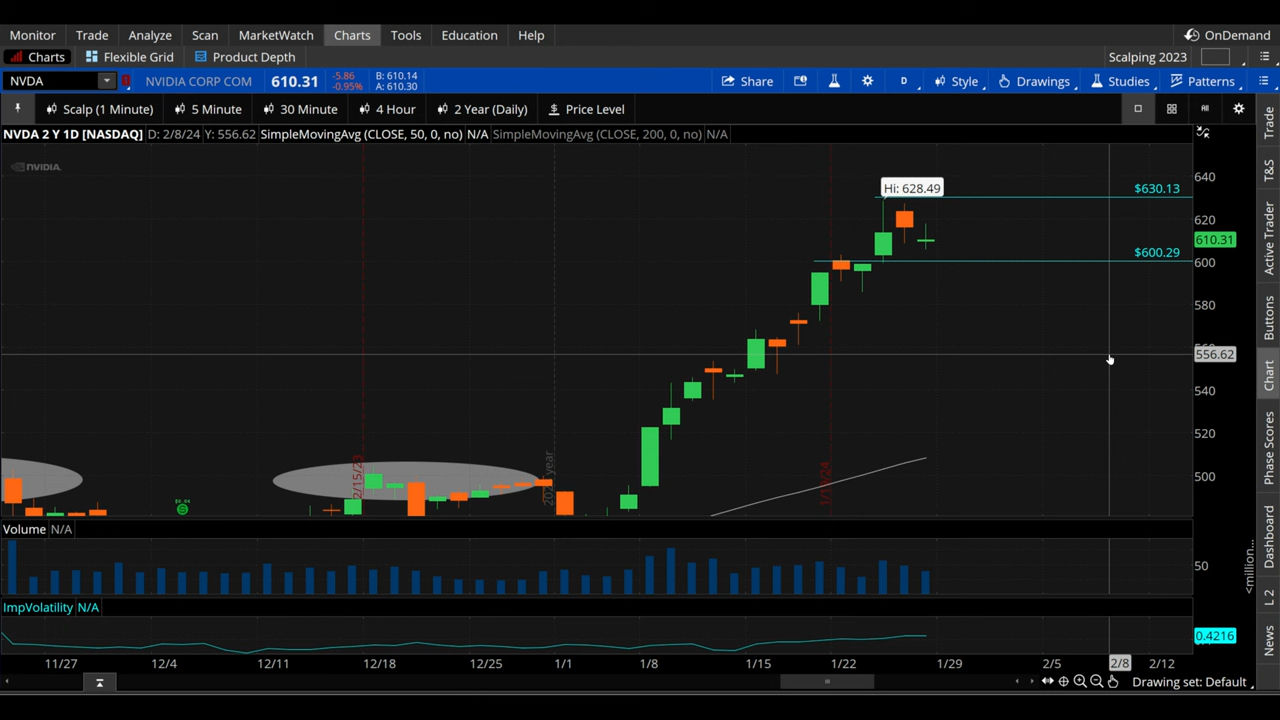 Monitor Trade Analyze Scan MarketWatch Charts Tools Education Help OnDemand
Charts Flexible Grid Product Depth Scalping 2023
NVDA NVIDIA CORP COM 610.31 -5.86 B: 610.14 Share D Style Drawings Studies Patterns
-0.95% A: 610.30
Scalp (1 Minute) 5 Minute 30 Minute 4 Hour 2 Year (Daily) Price Level All
NVDA 2 Y 1D [NASDAQ] D: 2/8/24 Y: 556.62 SimpleMovingAvg (CLOSE, 50, 0, no) N/A SimpleMovingAvg (CLOSE, 200, 0, no) N/A
NVIDIA.
640
Hi: 628.49 $630.13
620
610.31
$600.29
600
580
556.62
540
520
500
Volume N/A
50
<million...
ImpVolatility N/A
0.4216
11/27 12/4 12/11 12/18 12/25 1/1 1/8 1/15 1/22 1/29 2/5 2/8 2/12
Drawing set: Default
Trade
T&S
Active Trader
Buttons
Chart
Phase Scores
Dashboard
L 2
News